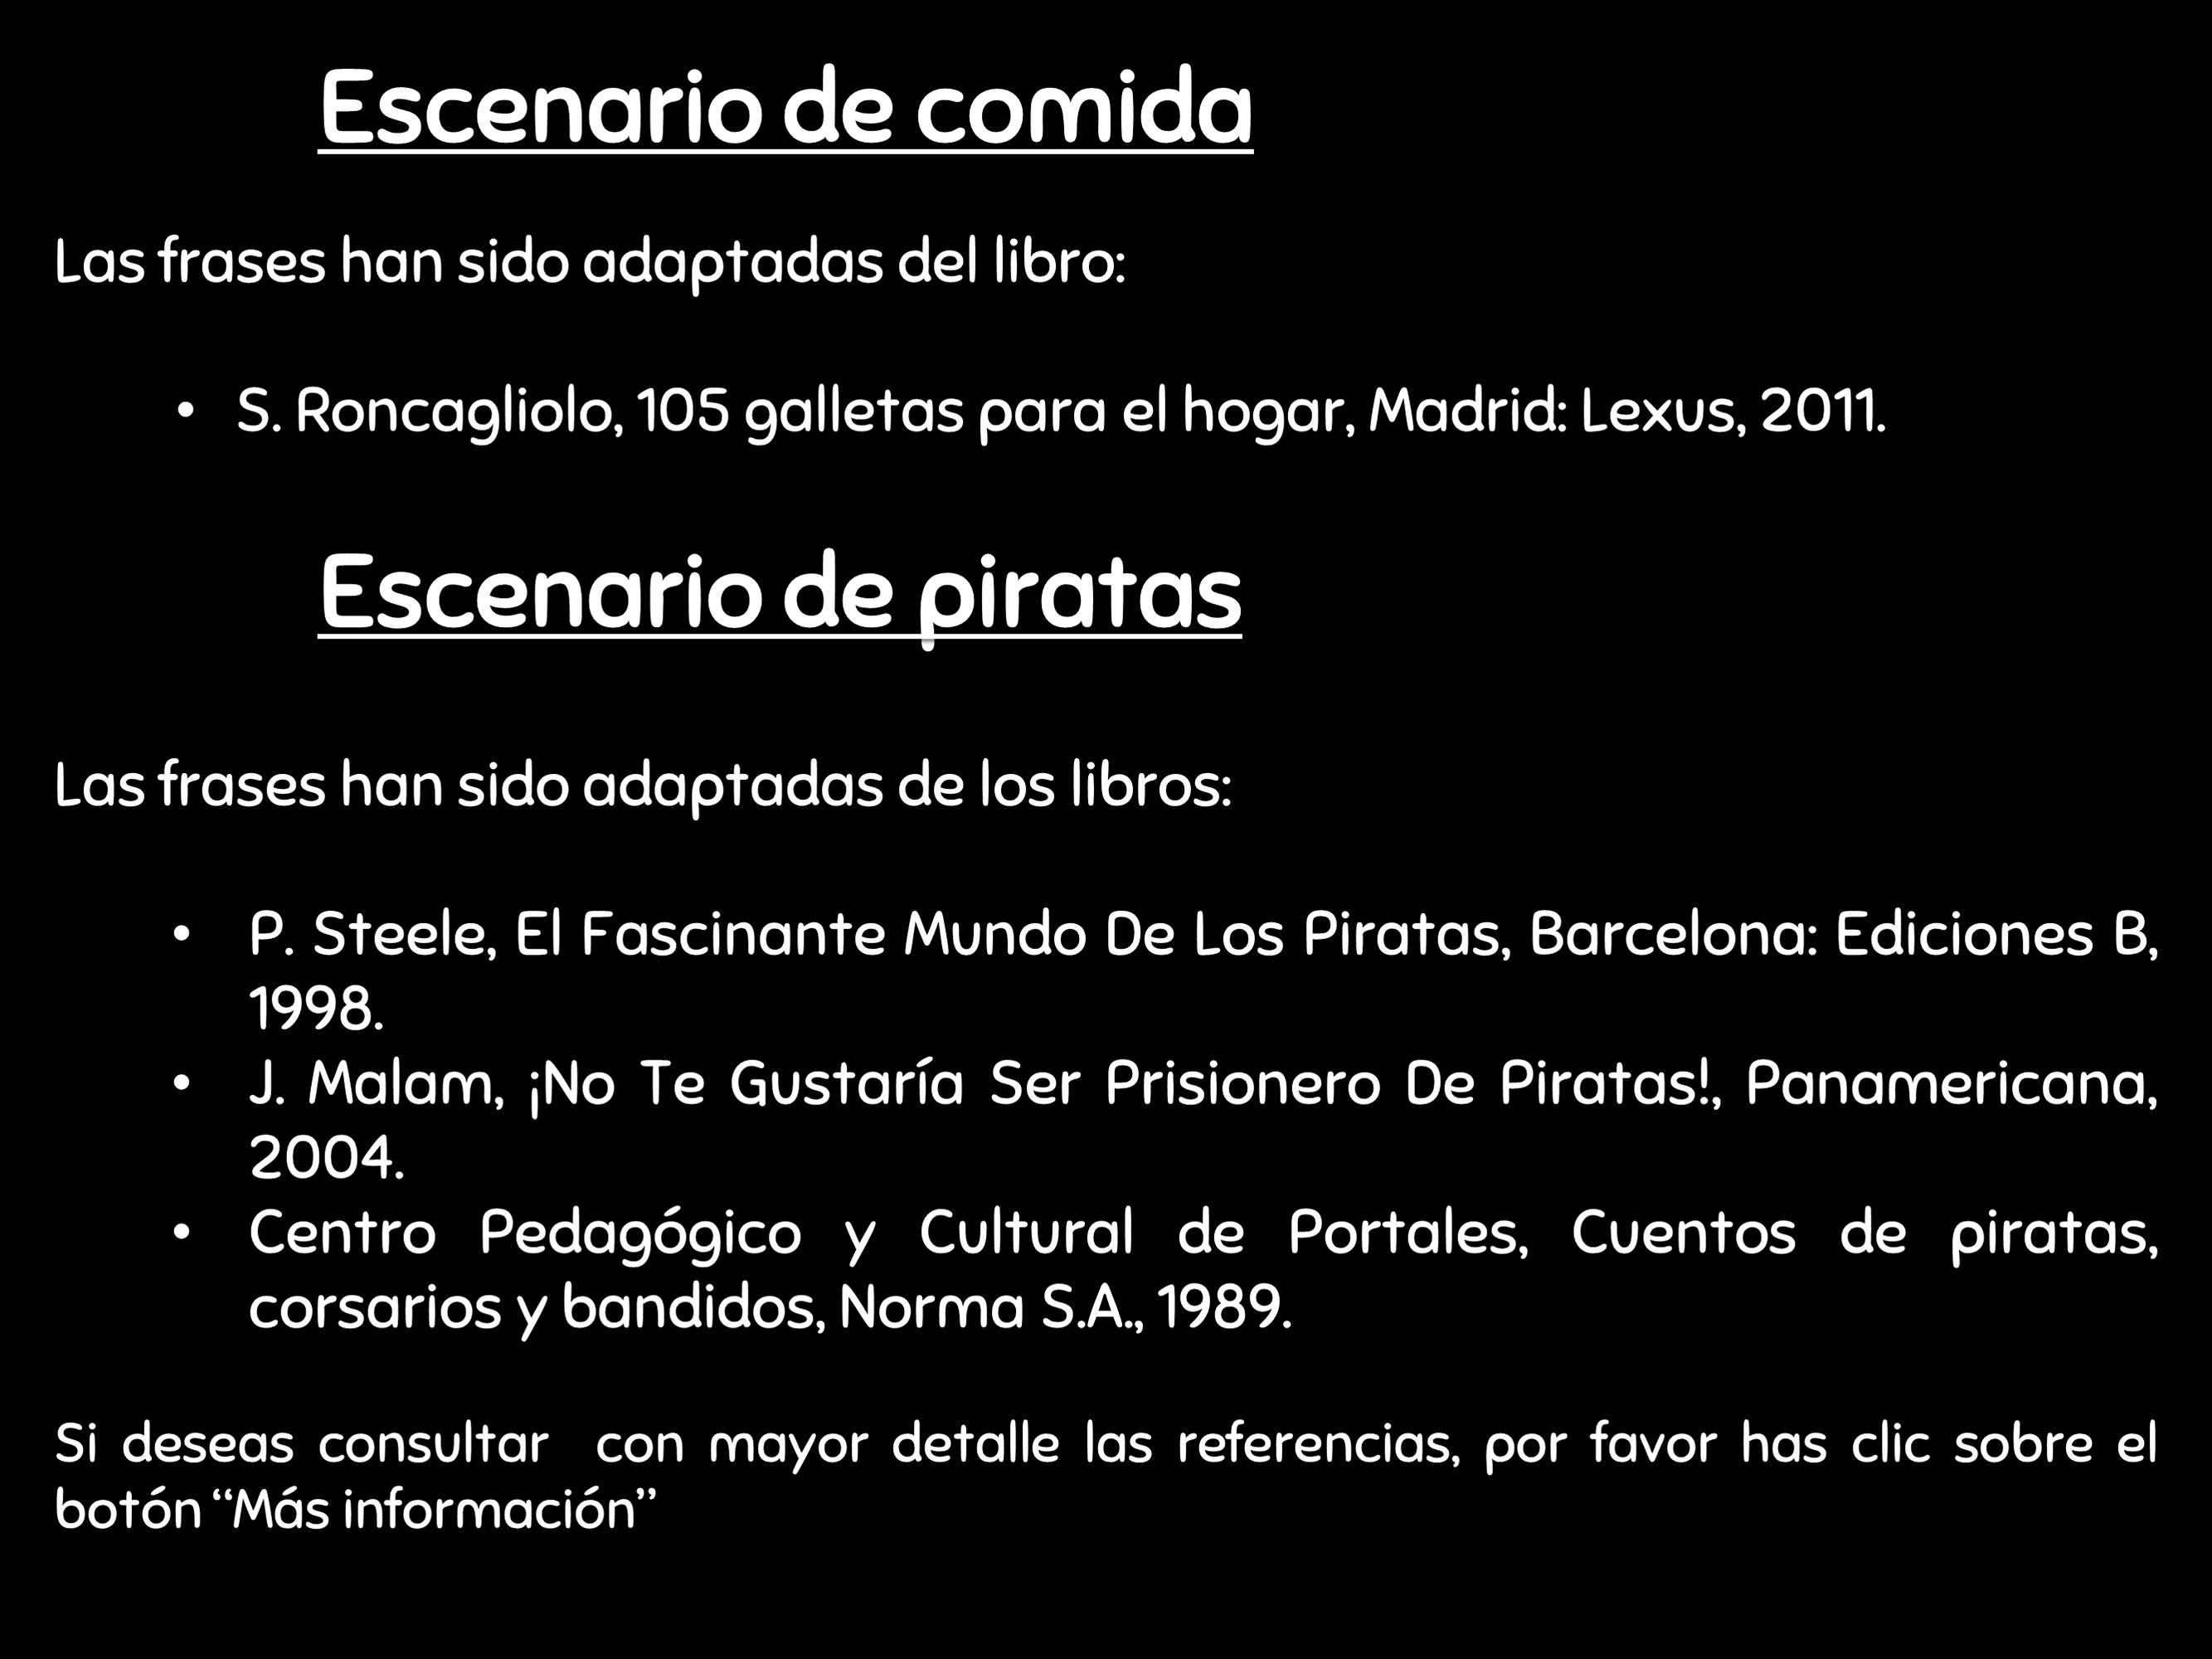 Escenario de comida
Las frases han sido adaptadas del libro:
• S. Roncagliolo, 105 galletas para el hogar, Madrid: Lexus, 2011.
Escenario de piratas
Las frases han sido adaptadas de los libros:
• P. Steele, El Fascinante Mundo De Los Piratas, Barcelona: Ediciones B,
1998.
• J. Malam, ¡No Te Gustaría Ser Prisionero De Piratas!, Panamericana,
2004.
• Centro Pedagógico y Cultural de Portales, Cuentos de piratas,
corsarios y bandidos, Norma S.A., 1989.
Si deseas consultar con mayor detalle las referencias, por favor has clic sobre el
botón “Más información”